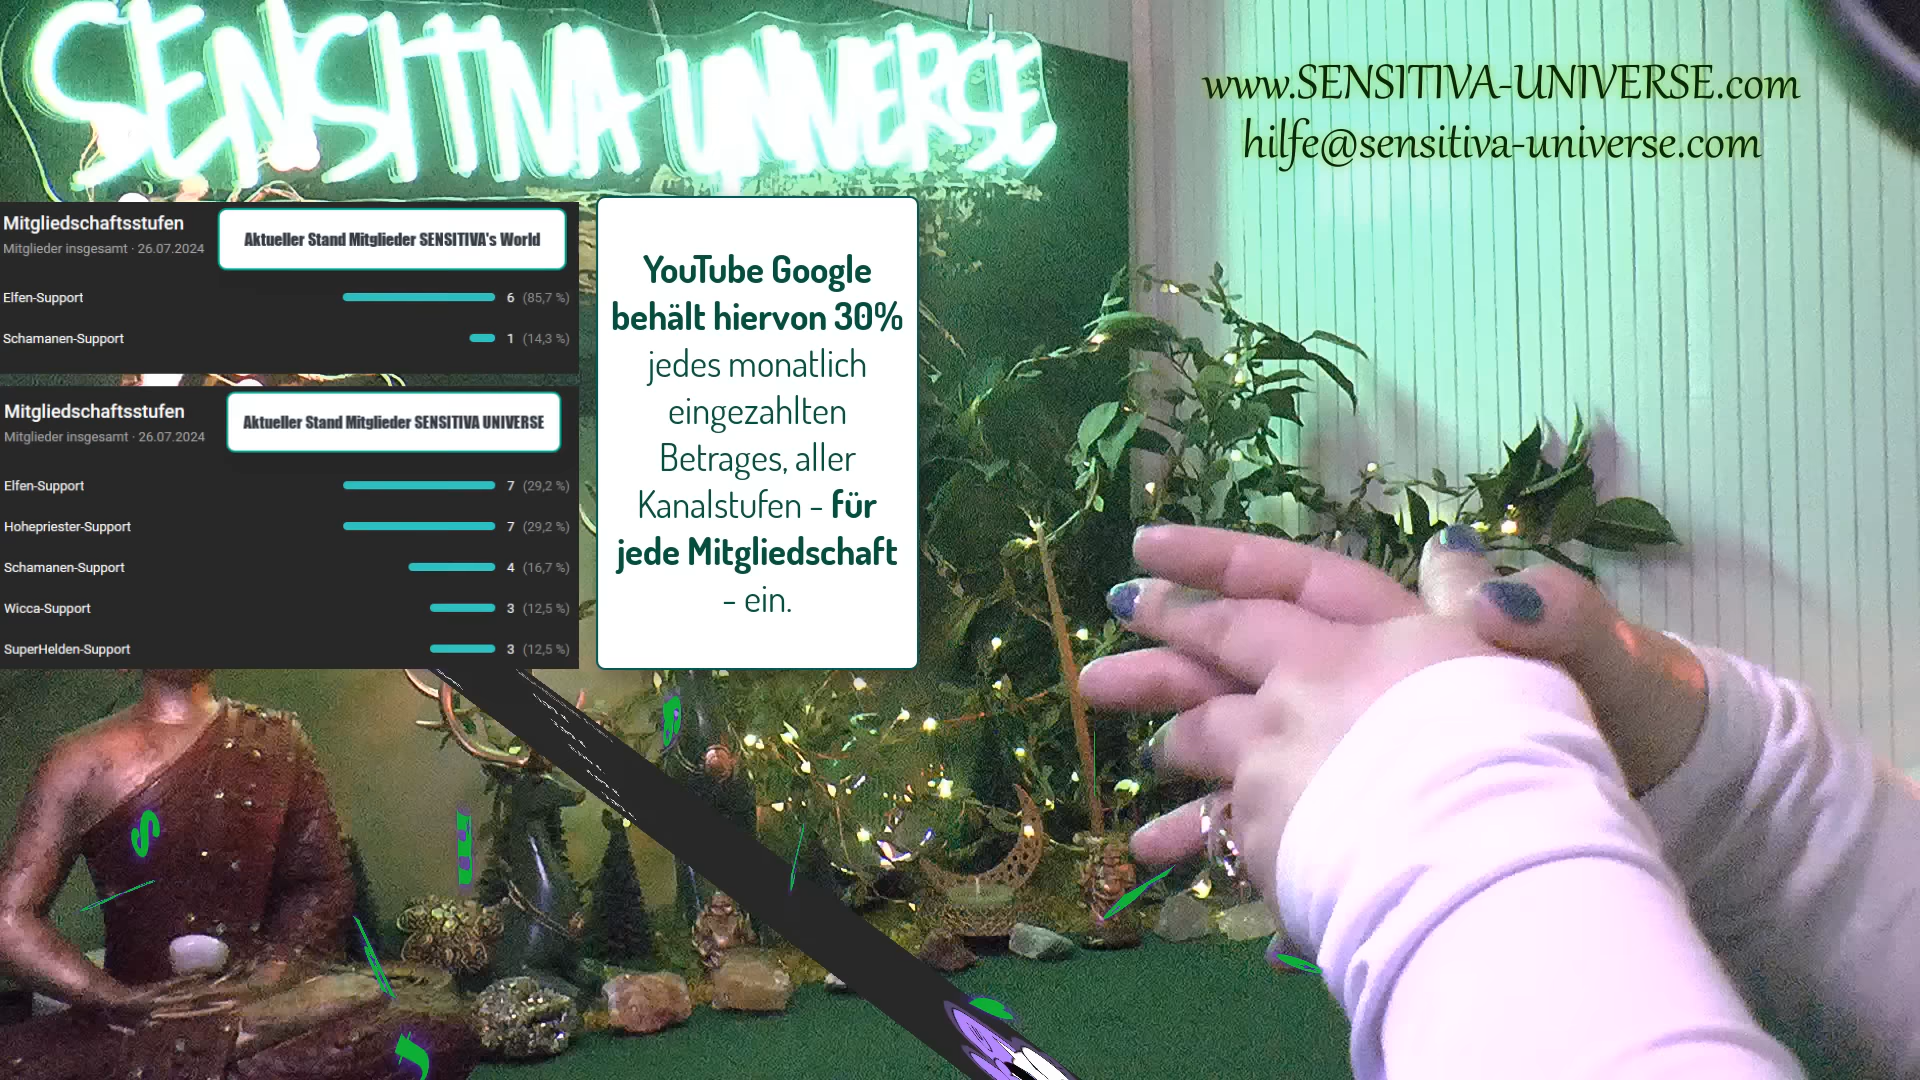 SENSITIVA UNIVERSE
www.SENSITIVA-UNIVERSE.com
hilfe@sensitiva-universe.com
Mitgliedschaftsstufen
Mitglieder insgesamt · 26.07.2024
Aktueller Stand Mitglieder SENSITIVA's World
Elfen-Support 6 (85,7 %)
Schamanen-Support 1 (14,3 %)
Mitgliedschaftsstufen
Mitglieder insgesamt · 26.07.2024
Aktueller Stand Mitglieder SENSITIVA UNIVERSE
Elfen-Support 7 (29,2 %)
Hohepriester-Support 7 (29,2 %)
Schamanen-Support 4 (16,7 %)
Wicca-Support 3 (12,5 %)
SuperHelden-Support 3 (12,5 %)
YouTube Google
behält hiervon 30%
jedes monatlich
eingezahlten
Betrages, aller
Kanalstufen - für
jede Mitgliedschaft
- ein.